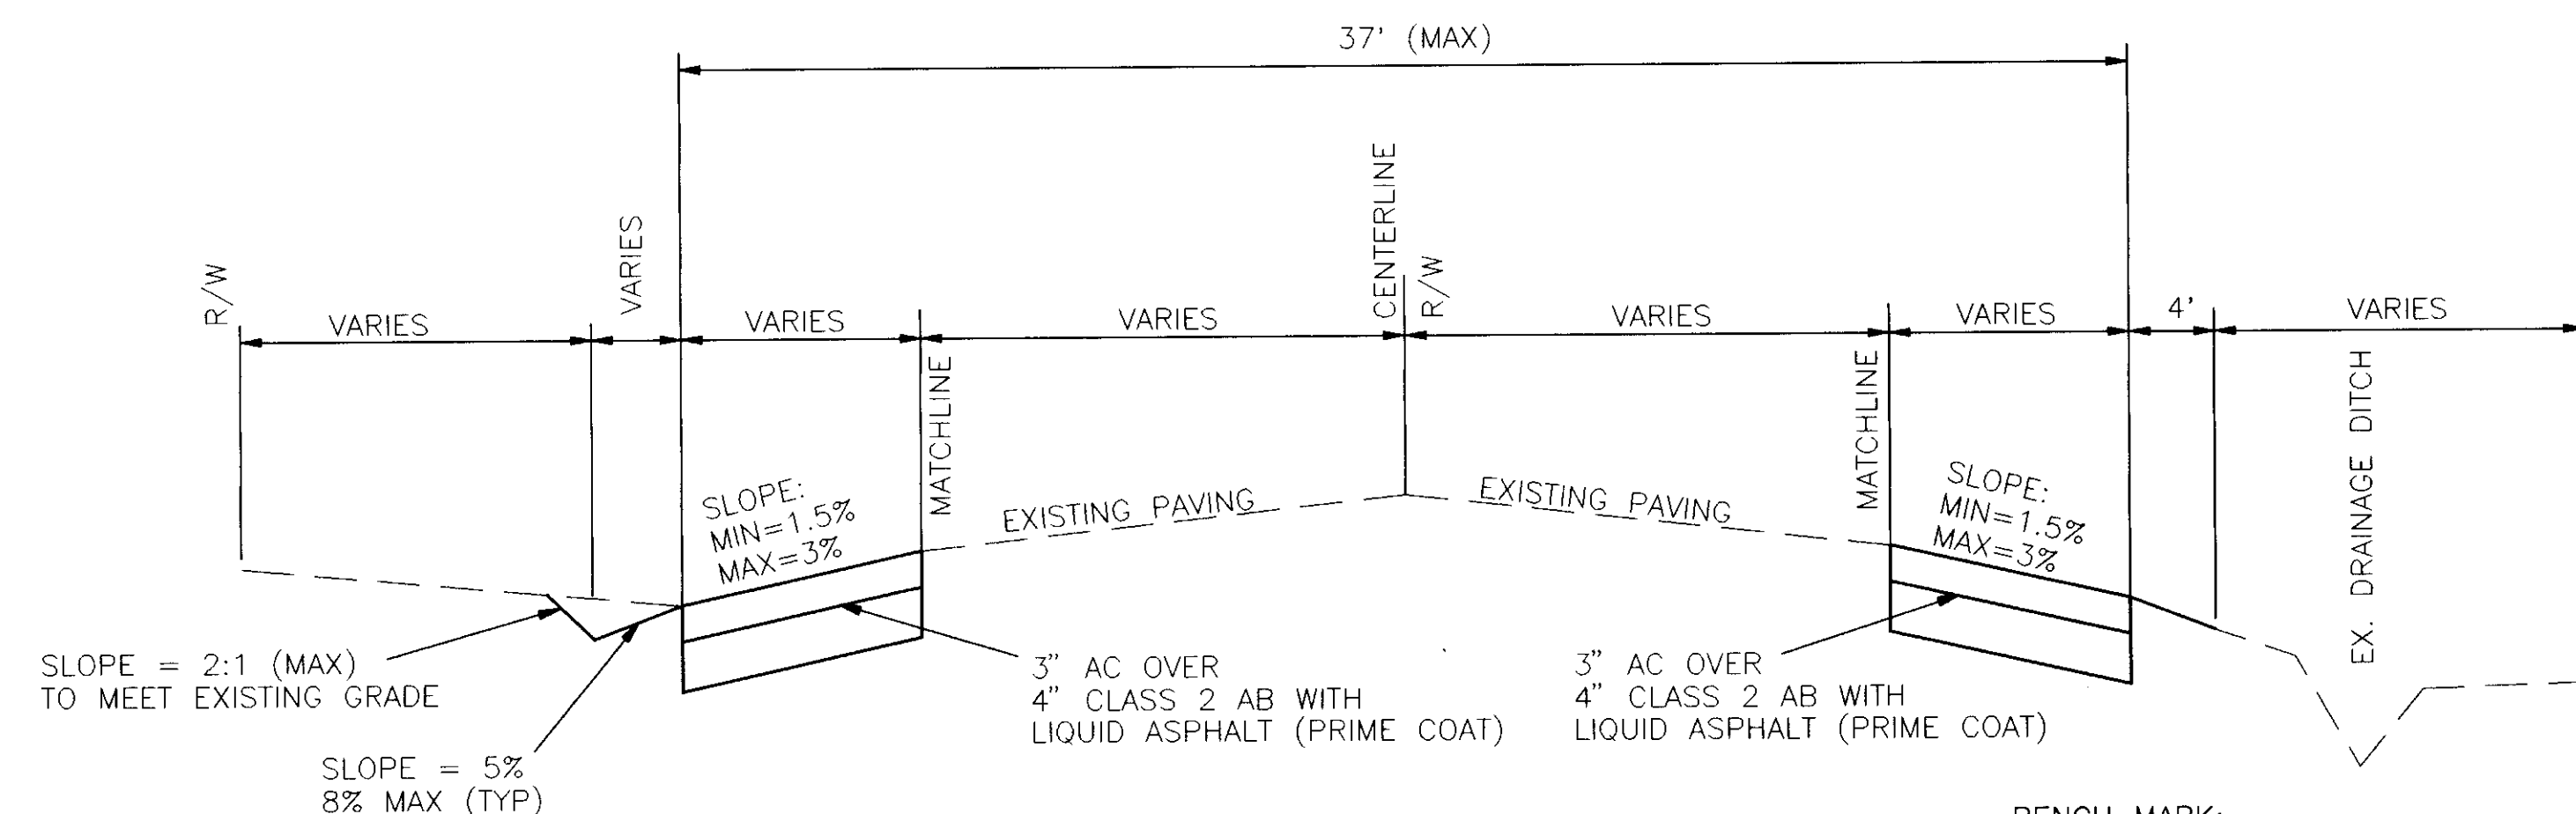 37' (MAX)
R/W
VARIES
VARIES
VARIES
MATCHLINE
VARIES
CENTERLINE
R/W
VARIES
MATCHLINE
VARIES
4'
VARIES
EX. DRAINAGE DITCH
SLOPE:
MIN=1.5%
MAX=3%
EXISTING PAVING
EXISTING PAVING
SLOPE:
MIN=1.5%
MAX=3%
SLOPE = 2:1 (MAX)
TO MEET EXISTING GRADE
SLOPE = 5%
8% MAX (TYP)
3" AC OVER
4" CLASS 2 AB WITH
LIQUID ASPHALT (PRIME COAT)
3" AC OVER
4" CLASS 2 AB WITH
LIQUID ASPHALT (PRIME COAT)
BENCH MARK: